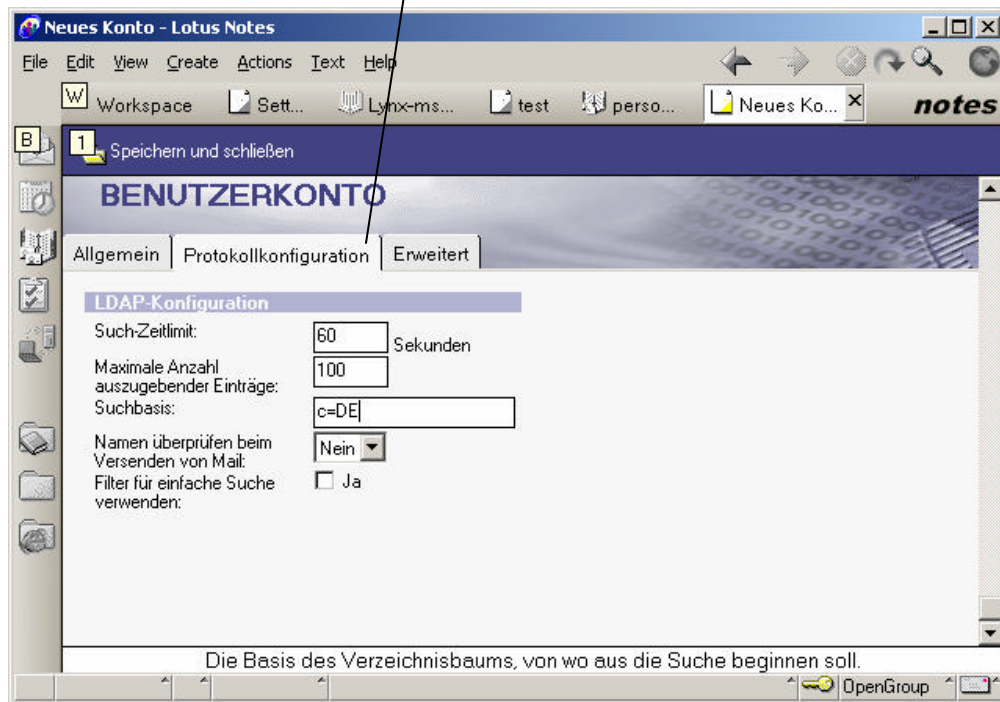 Neues Konto - Lotus Notes
File Edit View Create Actions Text Help
W Workspace Sett... Lynx-ms... test perso... Neues Ko... notes
B 1 Speichern und schließen
BENUTZERKONTO
Allgemein Protokollkonfiguration Erweitert
LDAP-Konfiguration
Such-Zeitlimit: 60 Sekunden
Maximale Anzahl
auszugebender Einträge: 100
Suchbasis: c=DE
Namen überprüfen beim
Versenden von Mail: Nein
Filter für einfache Suche
verwenden: Ja
Die Basis des Verzeichnisbaums, von wo aus die Suche beginnen soll.
OpenGroup